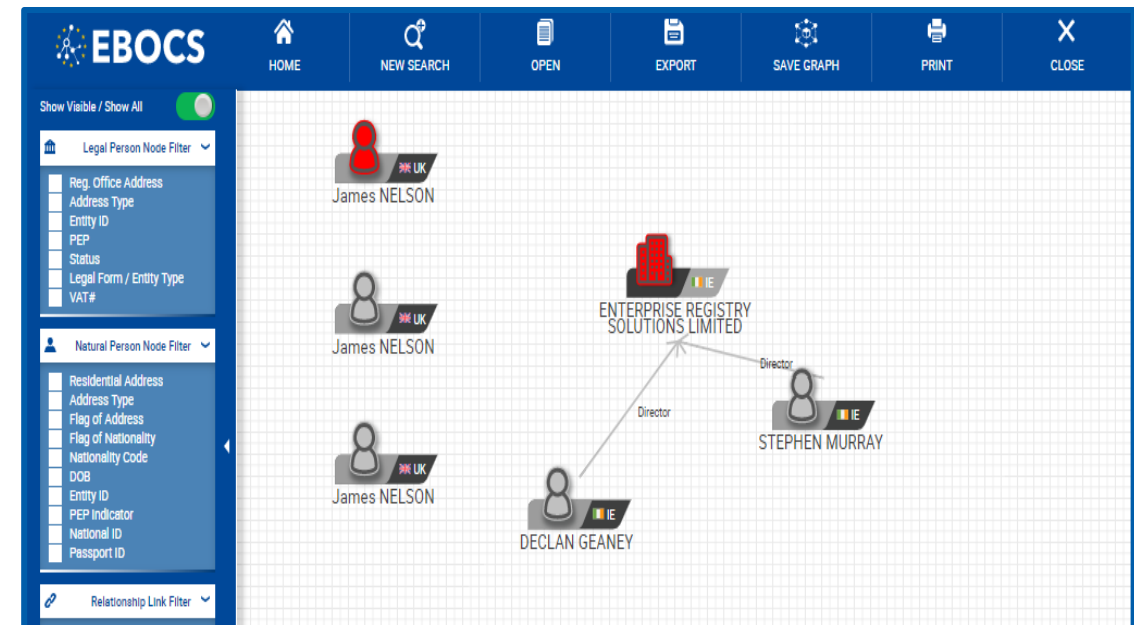 EBOCS
HOME
NEW SEARCH
OPEN
EXPORT
SAVE GRAPH
PRINT
CLOSE
Show Visible / Show All
Legal Person Node Filter
Reg. Office Address
Address Type
Entity ID
PEP
Status
Legal Form / Entity Type
VAT#
Natural Person Node Filter
Residential Address
Address Type
Flag of Address
Flag of Nationality
Nationality Code
DOB
Entity ID
PEP Indicator
National ID
Passport ID
Relationship Link Filter
UK
James NELSON
UK
James NELSON
UK
James NELSON
IE
ENTERPRISE REGISTRY
SOLUTIONS LIMITED
Director
Director
IE
STEPHEN MURRAY
IE
DECLAN GEANEY